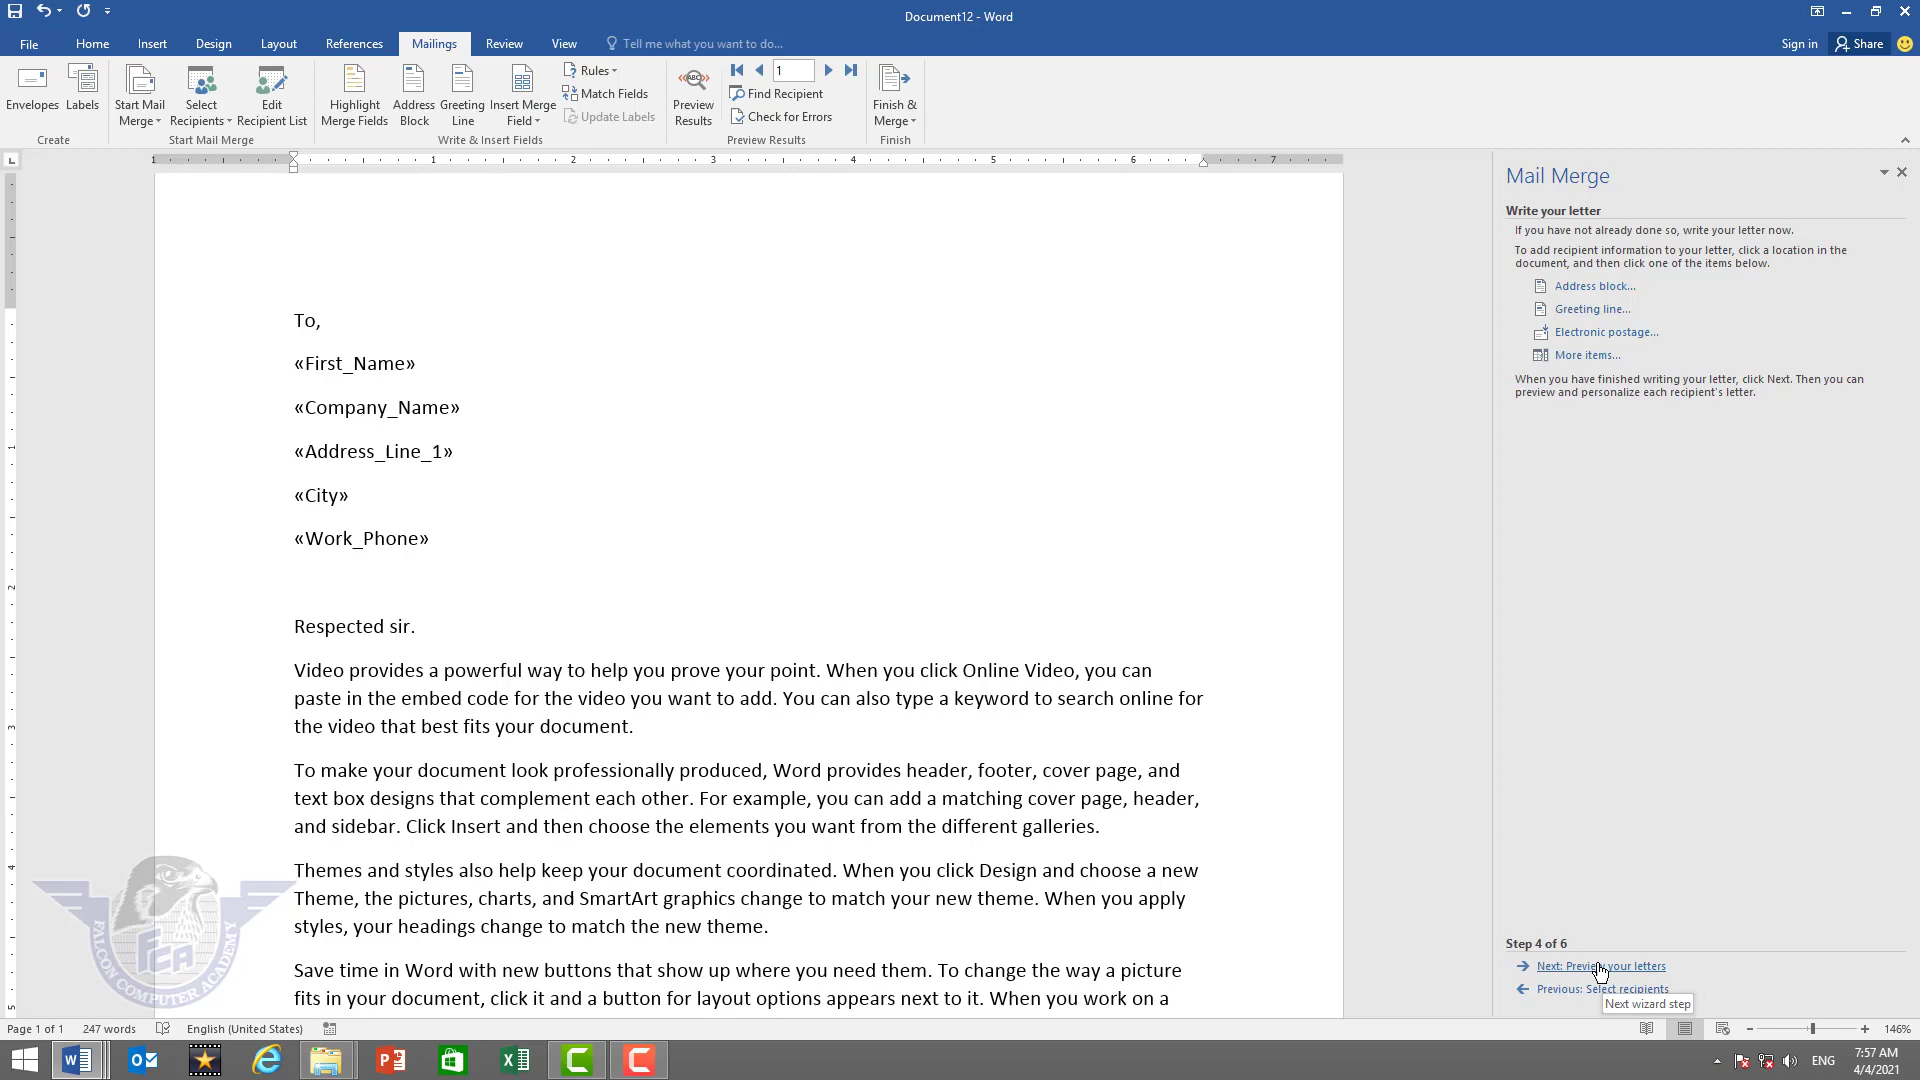 Document12 - Word
File Home Insert Design Layout References Mailings Review View Tell me what you want to do... Sign in Share
Envelopes Labels Start Mail Merge Select Recipients Edit Recipient List Highlight Merge Fields Address Block Greeting Line Insert Merge Field Rules Match Fields Update Labels Preview Results 1 Find Recipient Check for Errors Finish & Merge
Create Start Mail Merge Write & Insert Fields Preview Results Finish
1 1 2 3 4 5 6 7
To,
«First_Name»
«Company_Name»
«Address_Line_1»
«City»
«Work_Phone»
Respected sir.
Video provides a powerful way to help you prove your point. When you click Online Video, you can
paste in the embed code for the video you want to add. You can also type a keyword to search online for
the video that best fits your document.
To make your document look professionally produced, Word provides header, footer, cover page, and
text box designs that complement each other. For example, you can add a matching cover page, header,
and sidebar. Click Insert and then choose the elements you want from the different galleries.
Themes and styles also help keep your document coordinated. When you click Design and choose a new
Theme, the pictures, charts, and SmartArt graphics change to match your new theme. When you apply
styles, your headings change to match the new theme.
Save time in Word with new buttons that show up where you need them. To change the way a picture
fits in your document, click it and a button for layout options appears next to it. When you work on a
FCA
FALCON COMPUTER ACADEMY
Mail Merge
Write your letter
If you have not already done so, write your letter now.
To add recipient information to your letter, click a location in the
document, and then click one of the items below.
Address block...
Greeting line...
Electronic postage...
More items...
When you have finished writing your letter, click Next. Then you can
preview and personalize each recipient's letter.
Step 4 of 6
Next: Preview your letters
Previous: Select recipients
Next wizard step
Page 1 of 1 247 words English (United States) 146%
ENG 7:57 AM
4/4/2021